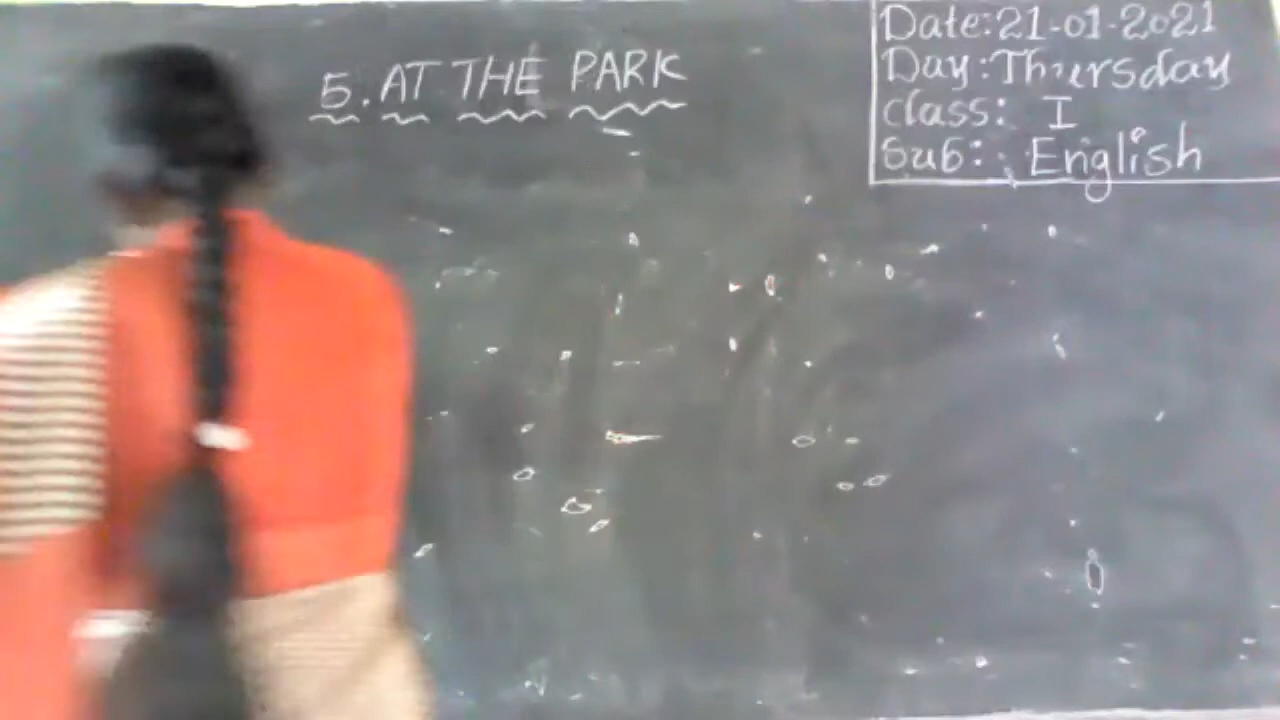 5. AT THE PARK
Date:21-01-2021
Day:Thursday
class: I
Sub: English